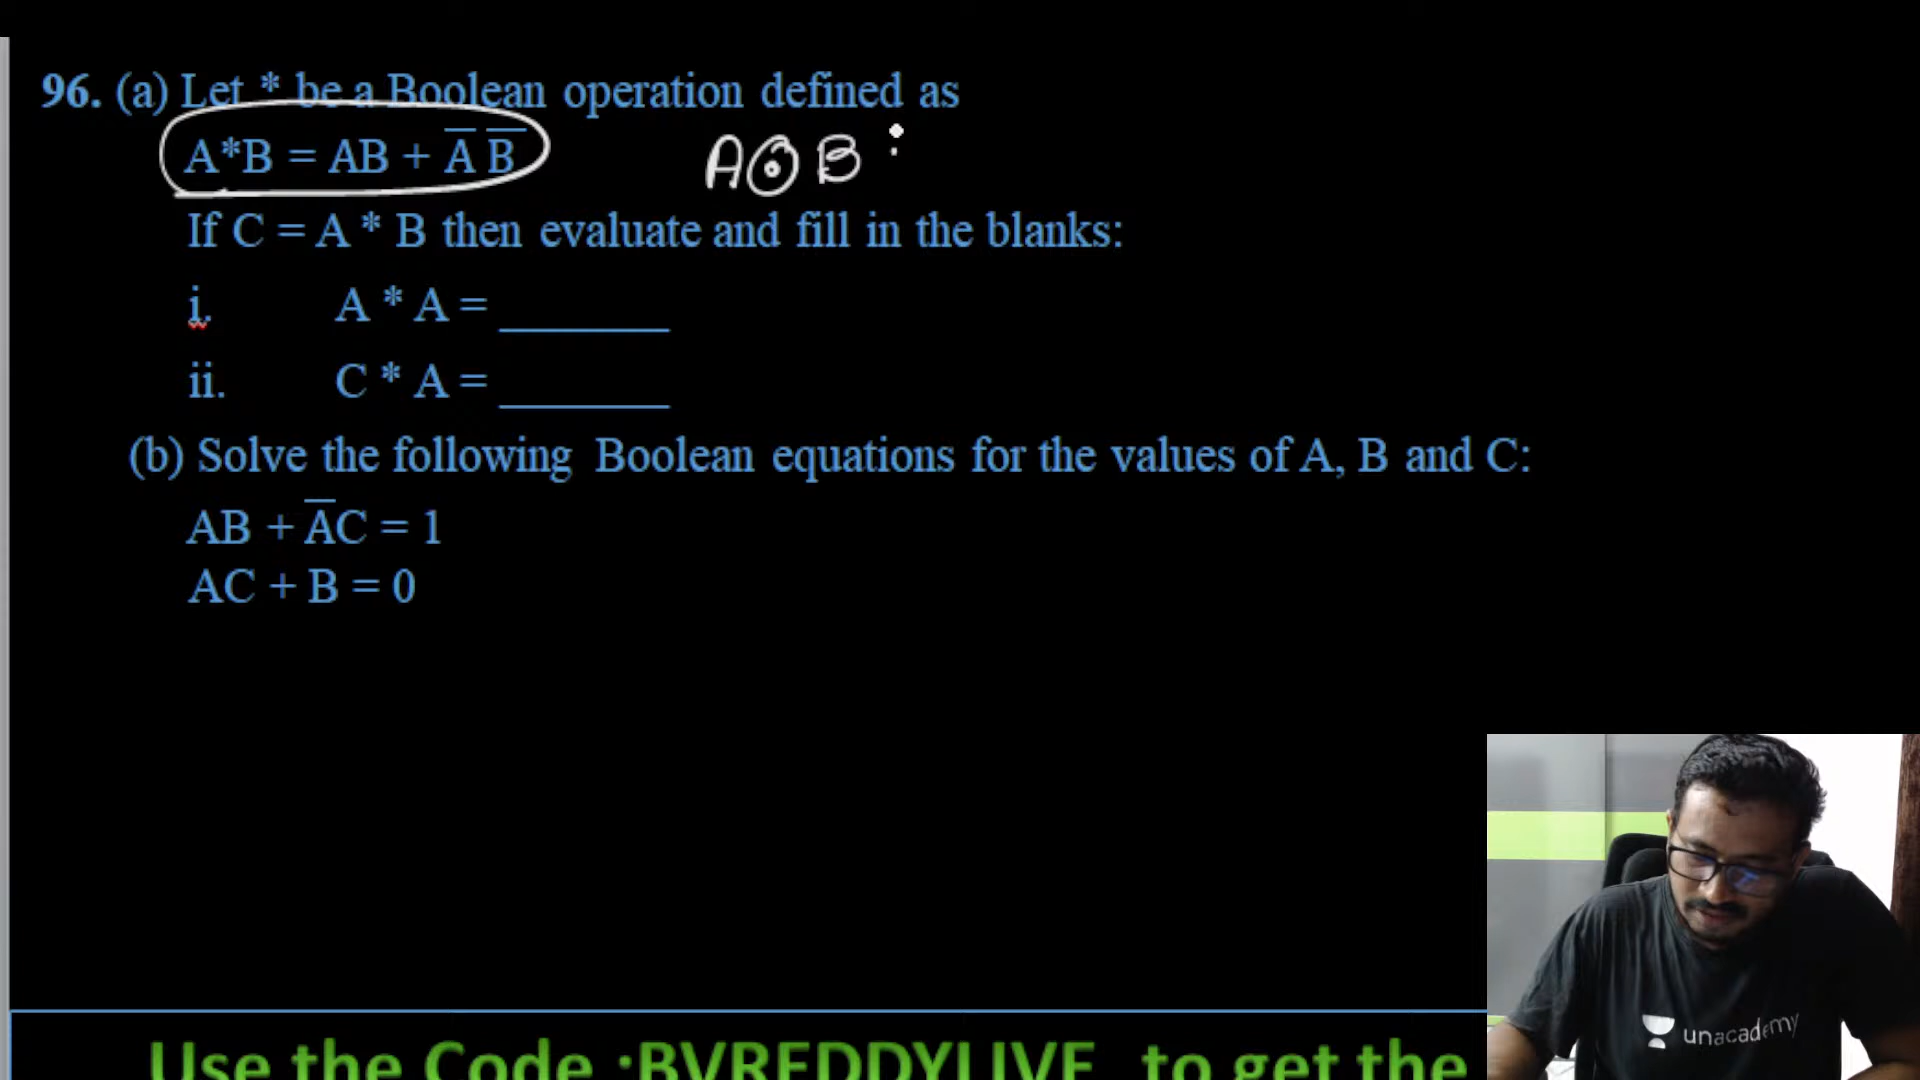 96. (a) Let * be a Boolean operation defined as
A*B = AB + A̅ B̅
A⊙B :
If C = A * B then evaluate and fill in the blanks:
i. A * A = _______
ii. C * A = _______
(b) Solve the following Boolean equations for the values of A, B and C:
AB + A̅C = 1
AC + B = 0
unacademy
Use the Code :BVREDDYLIVE to get the